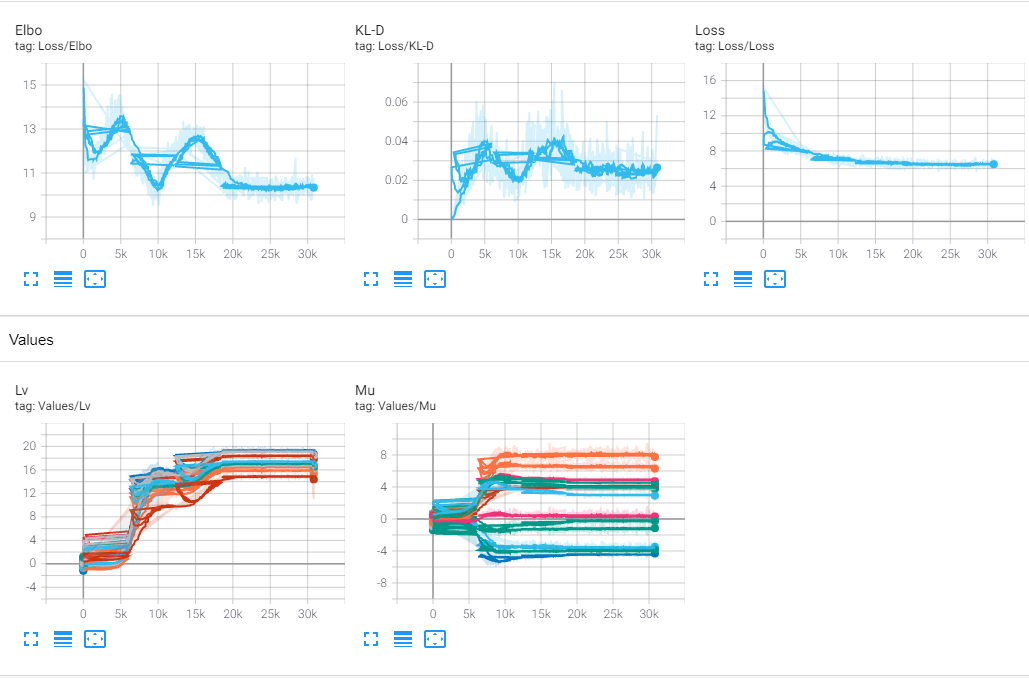 Elbo KL-D Loss
tag: Loss/Elbo tag: Loss/KL-D tag: Loss/Loss
15
13
11
9
0 5k 10k 15k 20k 25k 30k
0.06
0.04
0.02
0
0 5k 10k 15k 20k 25k 30k
16
12
8
4
0
0 5k 10k 15k 20k 25k 30k
Values
Lv Mu
tag: Values/Lv tag: Values/Mu
20
16
12
8
4
0
-4
0 5k 10k 15k 20k 25k 30k
8
4
0
-4
-8
0 5k 10k 15k 20k 25k 30k